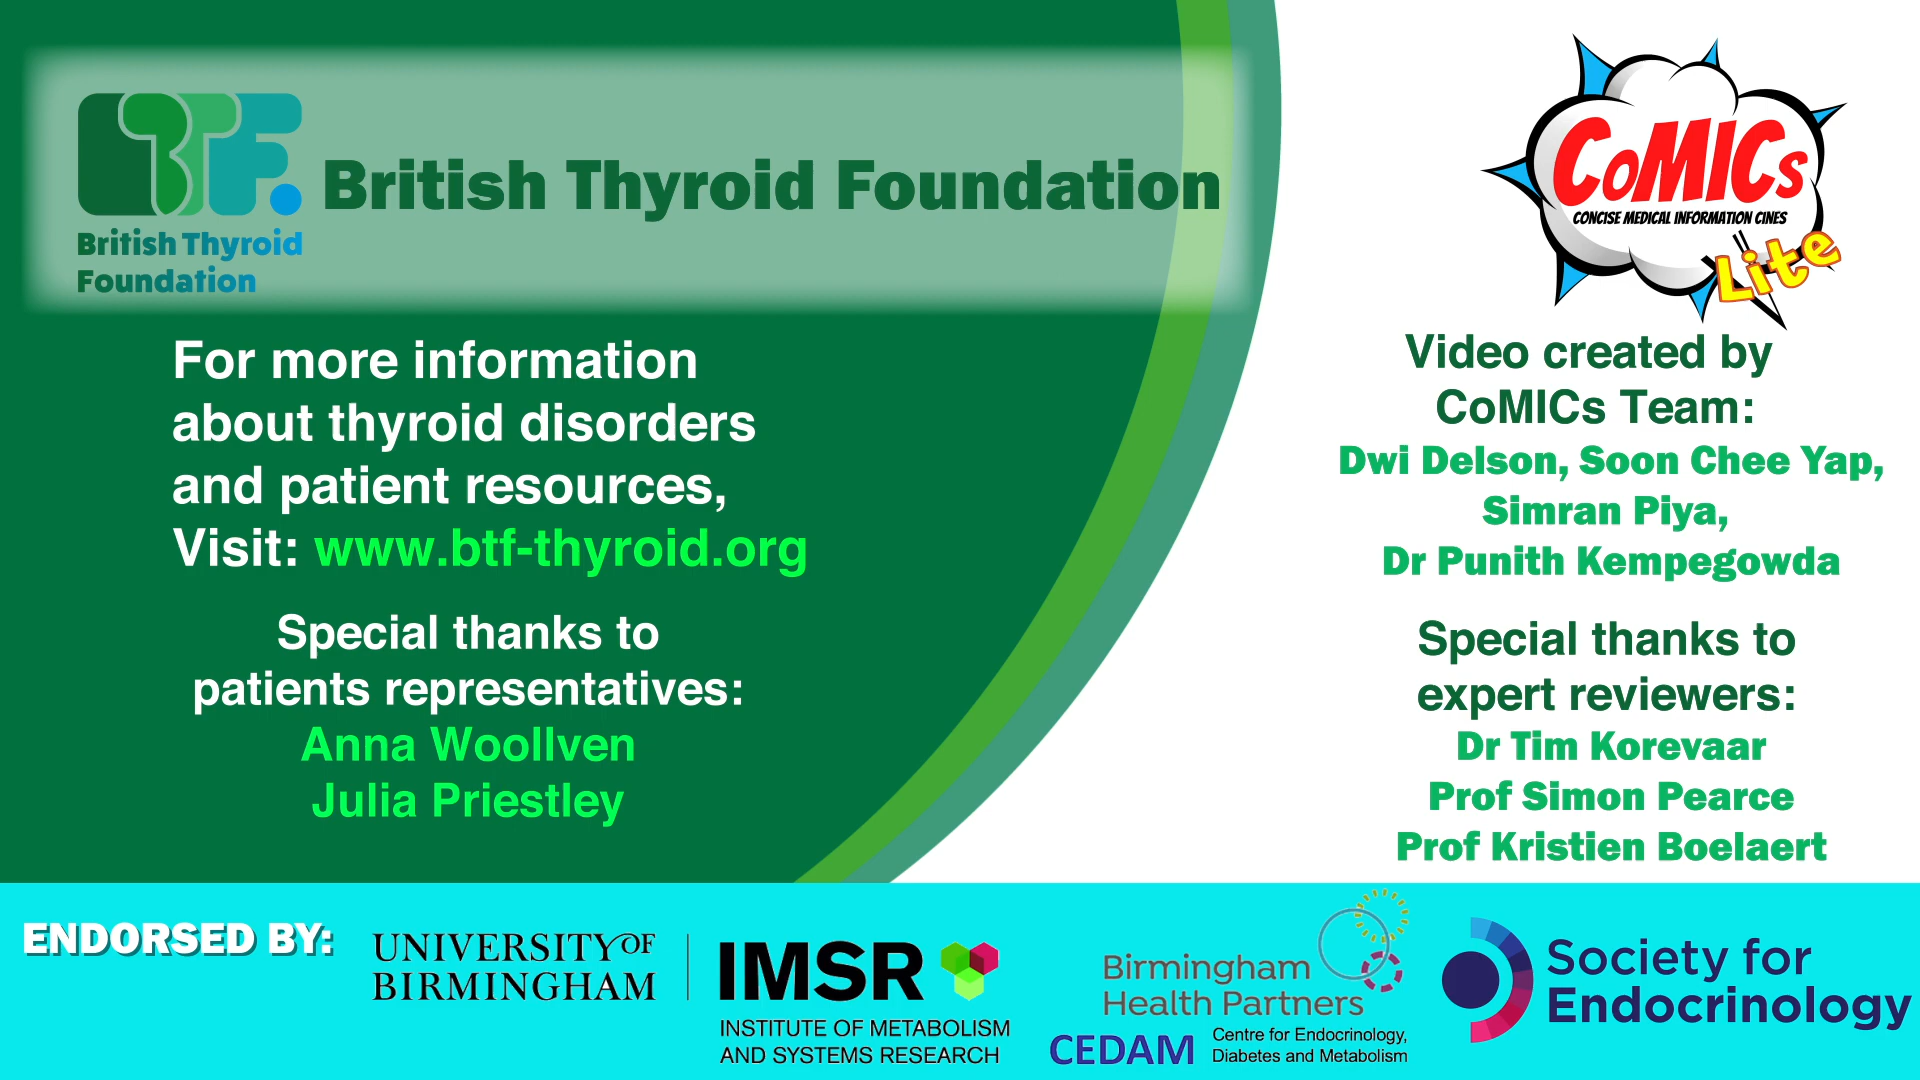 BTF.
British Thyroid
Foundation
British Thyroid Foundation
For more information
about thyroid disorders
and patient resources,
Visit: www.btf-thyroid.org
Special thanks to
patients representatives:
Anna Woollven
Julia Priestley
CoMICs
CONCISE MEDICAL INFORMATION CINES
Lite
Video created by
CoMICs Team:
Dwi Delson, Soon Chee Yap,
Simran Piya,
Dr Punith Kempegowda
Special thanks to
expert reviewers:
Dr Tim Korevaar
Prof Simon Pearce
Prof Kristien Boelaert
ENDORSED BY:
UNIVERSITY OF
BIRMINGHAM
IMSR
INSTITUTE OF METABOLISM
AND SYSTEMS RESEARCH
Birmingham
Health Partners
CEDAM
Centre for Endocrinology,
Diabetes and Metabolism
Society for
Endocrinology